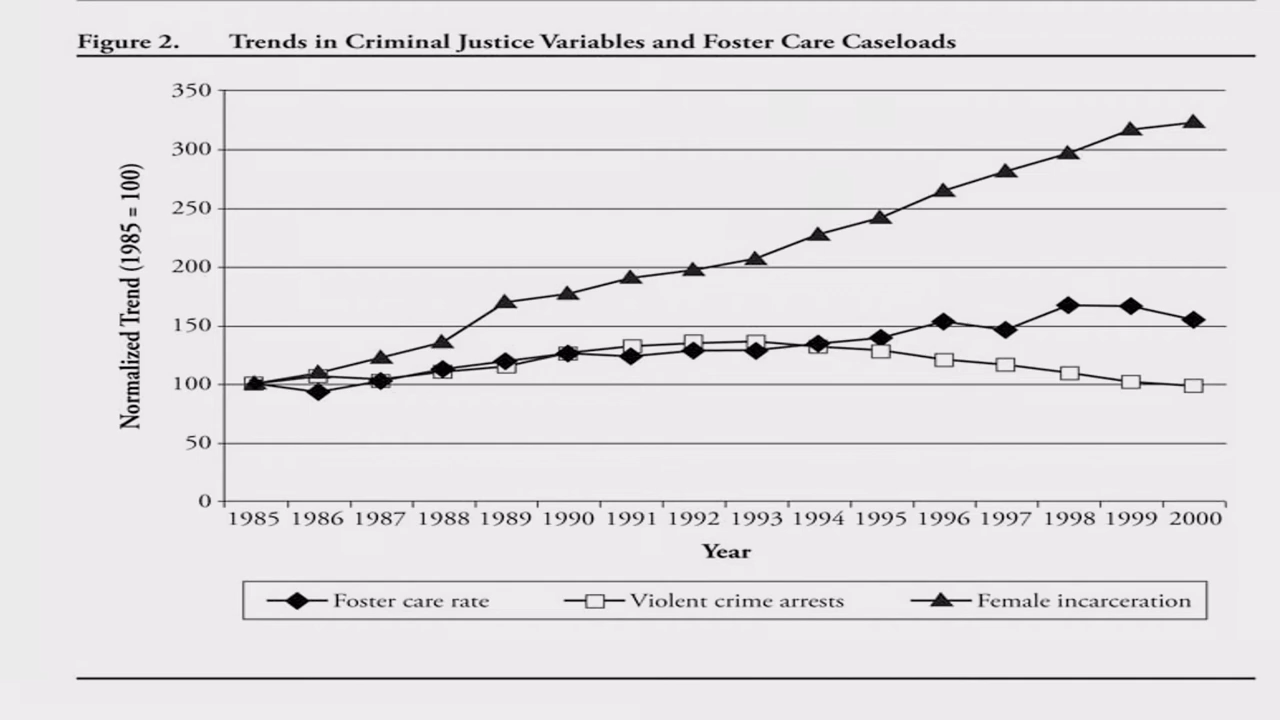 Figure 2. Trends in Criminal Justice Variables and Foster Care Caseloads
350
300
250
200
150
100
50
0
Normalized Trend (1985 = 100)
1985 1986 1987 1988 1989 1990 1991 1992 1993 1994 1995 1996 1997 1998 1999 2000
Year
Foster care rate Violent crime arrests Female incarceration